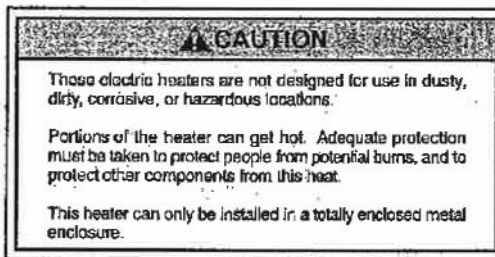 CAUTION
These electric heaters are not designed for use in dusty,
dirty, corrosive, or hazardous locations.
Portions of the heater can get hot. Adequate protection
must be taken to protect people from potential burns, and to
protect other components from this heat.
This heater can only be installed in a totally enclosed metal
enclosure.